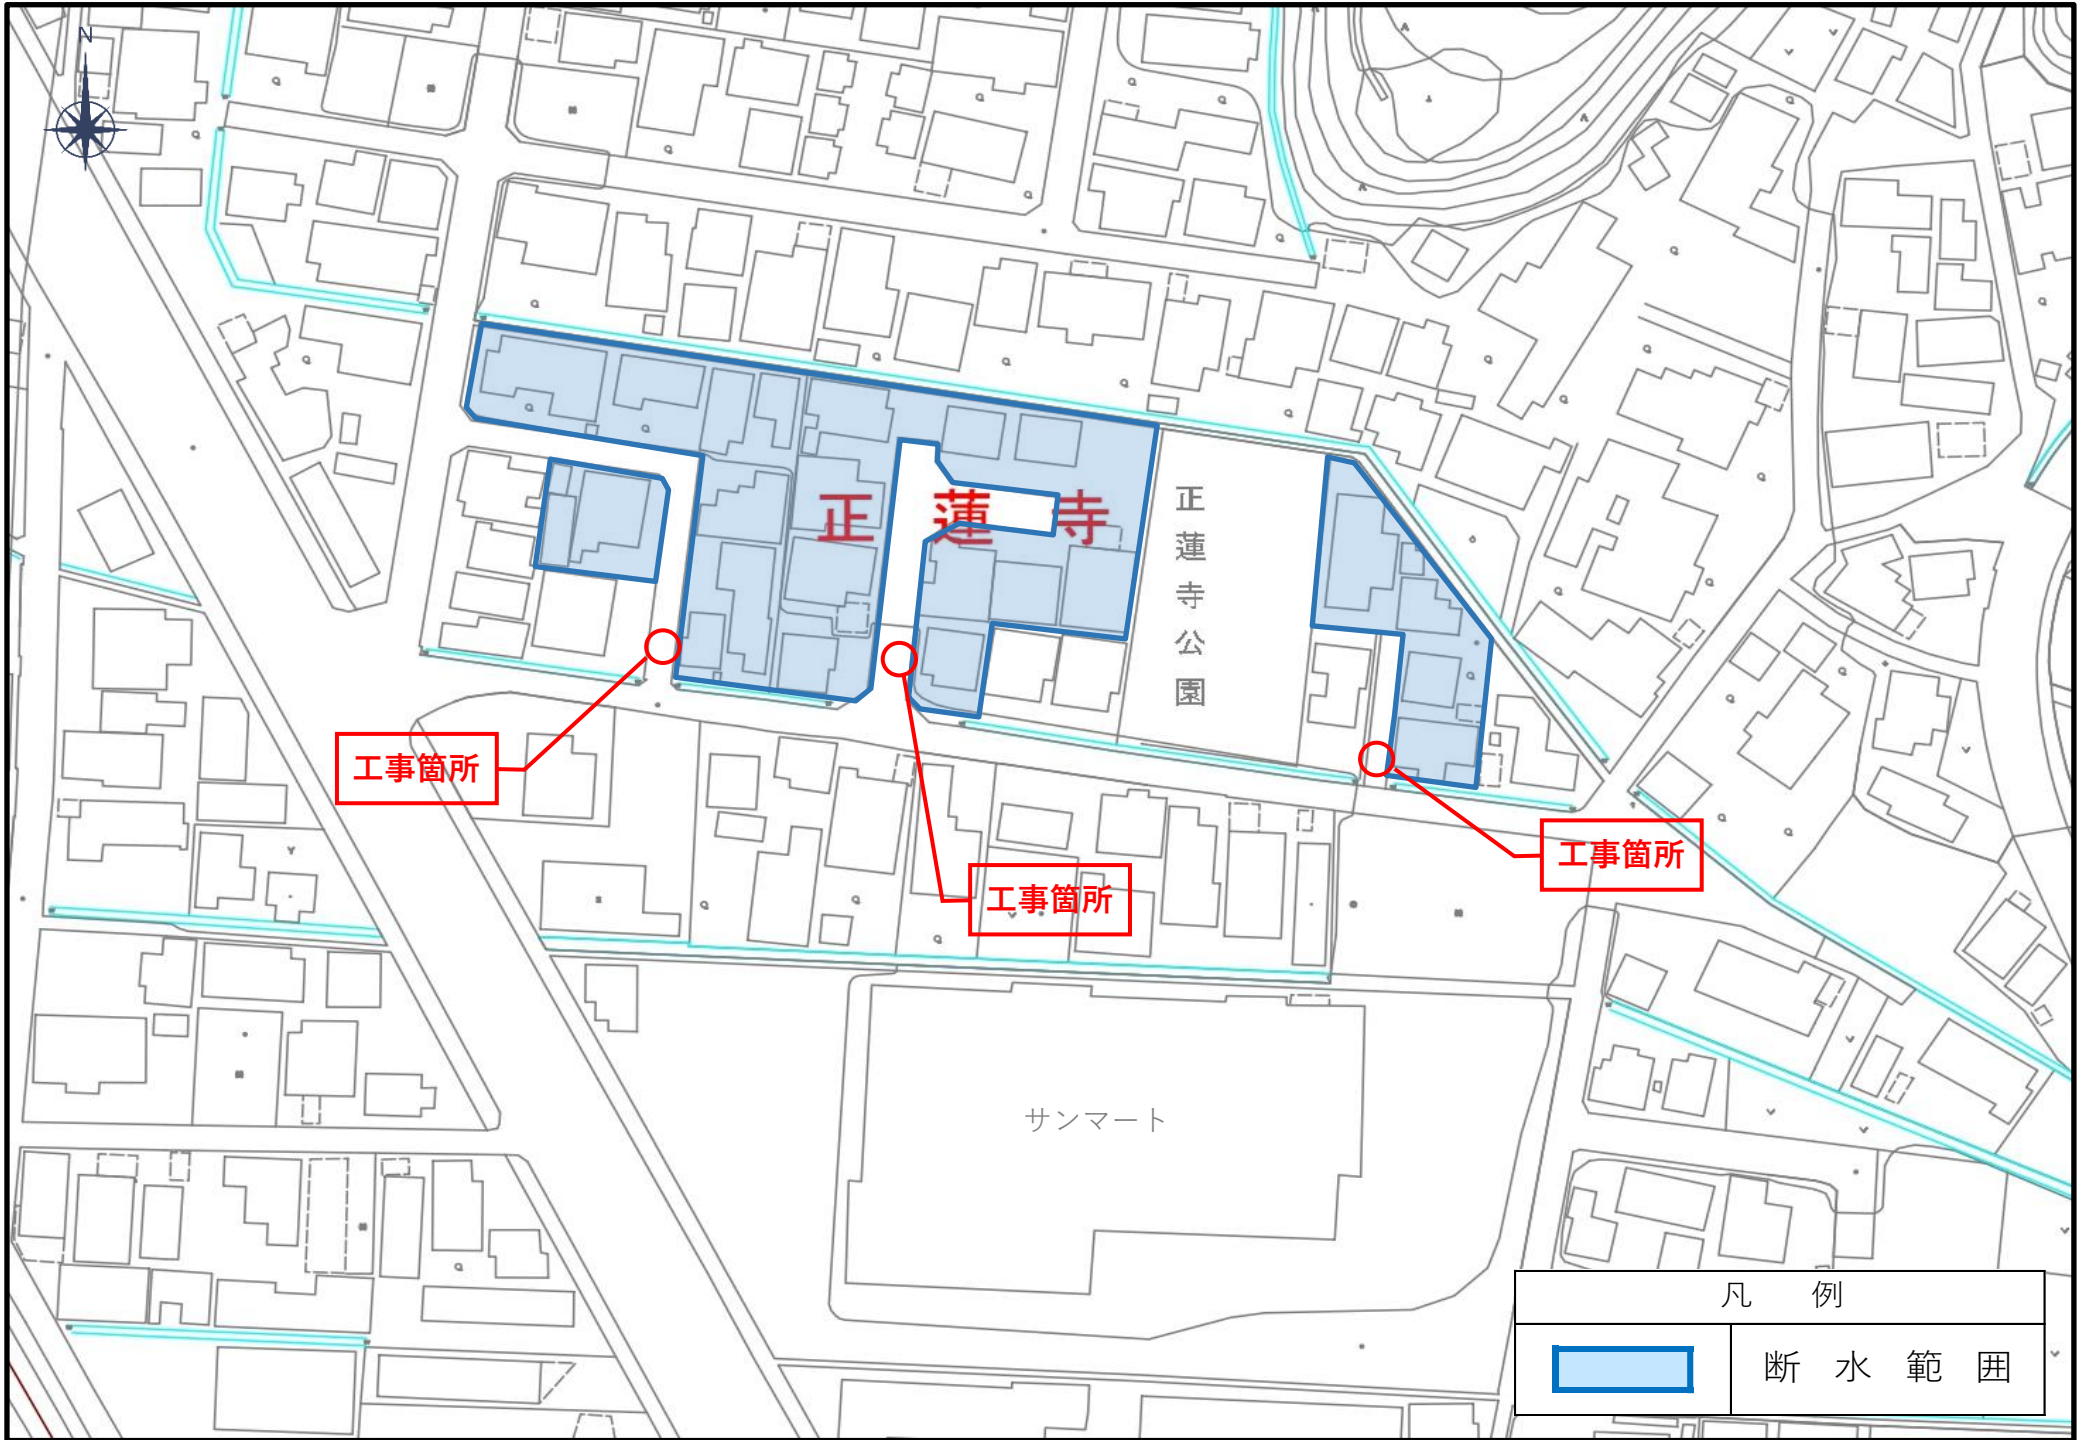 N
正蓮寺
正蓮寺公園
工事箇所
工事箇所
工事箇所
サンマート
凡 例
断 水 範 囲